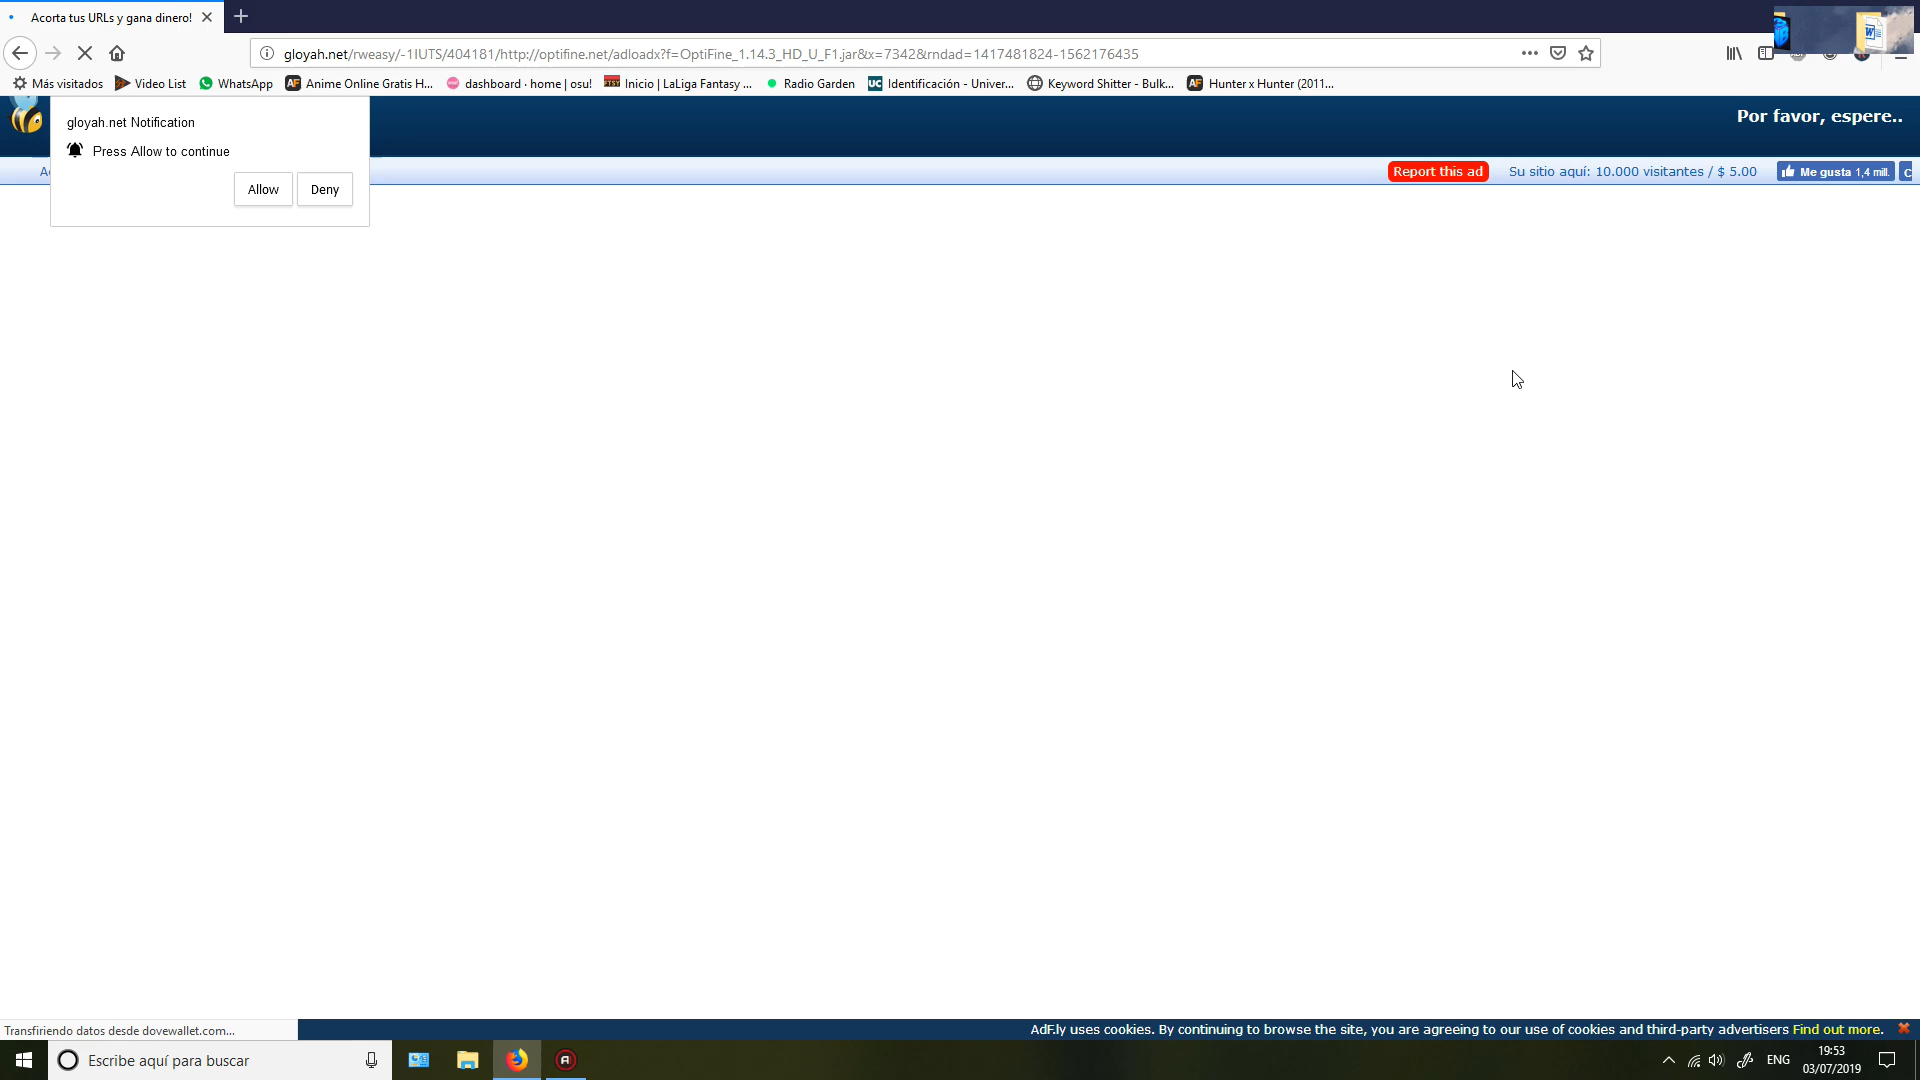 Acorta tus URLs y gana dinero!
gloyah.net/rweasy/-1IUTS/404181/http://optifine.net/adloadx?f=OptiFine_1.14.3_HD_U_F1.jar&x=7342&rndad=1417481824-1562176435
Más visitados Video List WhatsApp AF Anime Online Gratis H... dashboard · home | osu! FTSY Inicio | LaLiga Fantasy ... Radio Garden UC Identificación - Univer... Keyword Shitter - Bulk... AF Hunter x Hunter (2011...
gloyah.net Notification
Press Allow to continue
Allow Deny
Por favor, espere..
Report this ad Su sitio aquí: 10.000 visitantes / $ 5.00 Me gusta 1,4 mill. C
Transfiriendo datos desde dovewallet.com...
AdF.ly uses cookies. By continuing to browse the site, you are agreeing to our use of cookies and third-party advertisers Find out more.
Escribe aquí para buscar
ENG
19:53
03/07/2019